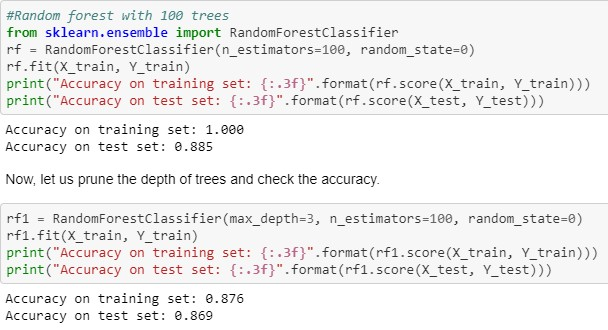 #Random forest with 100 trees
from sklearn.ensemble import RandomForestClassifier
rf = RandomForestClassifier(n_estimators=100, random_state=0)
rf.fit(X_train, Y_train)
print("Accuracy on training set: {:.3f}".format(rf.score(X_train, Y_train)))
print("Accuracy on test set: {:.3f}".format(rf.score(X_test, Y_test)))
Accuracy on training set: 1.000
Accuracy on test set: 0.885
Now, let us prune the depth of trees and check the accuracy.
rf1 = RandomForestClassifier(max_depth=3, n_estimators=100, random_state=0)
rf1.fit(X_train, Y_train)
print("Accuracy on training set: {:.3f}".format(rf1.score(X_train, Y_train)))
print("Accuracy on test set: {:.3f}".format(rf1.score(X_test, Y_test)))
Accuracy on training set: 0.876
Accuracy on test set: 0.869